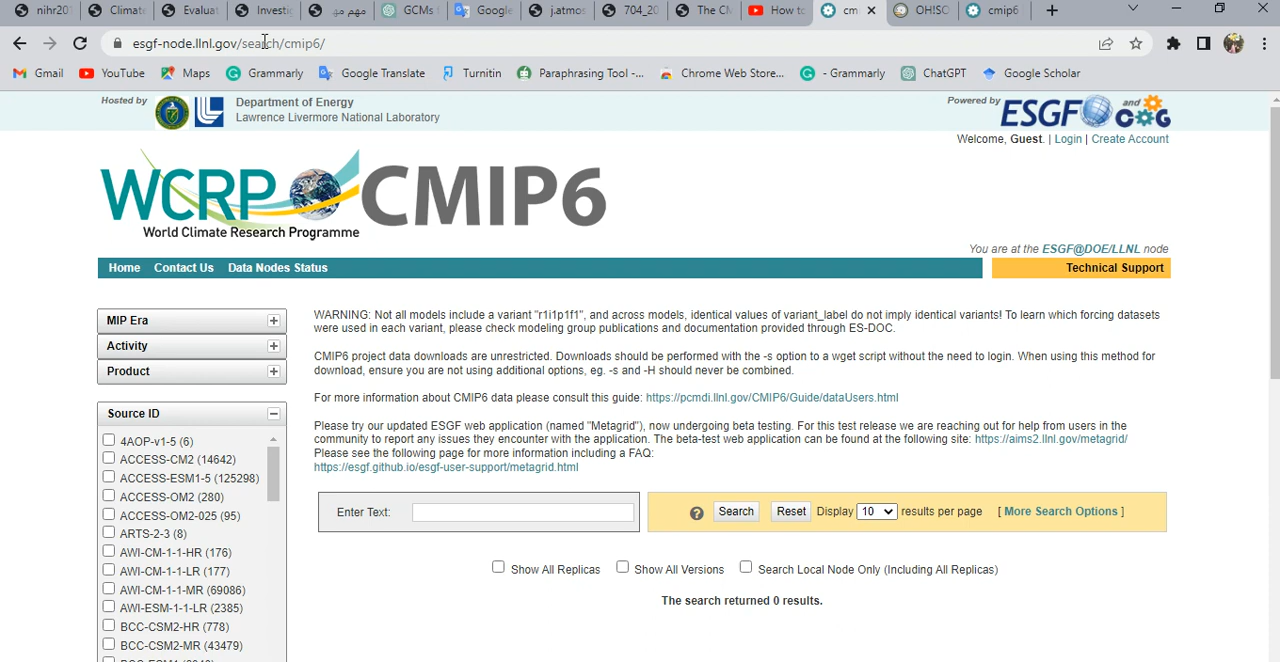 nihr20
Climate
Evaluat
Investig
مهم مق
GCMs
Google
j.atmos
704_20
The CM
How to
cm
OH!SO
cmip6
esgf-node.llnl.gov/search/cmip6/
Gmail YouTube Maps Grammarly Google Translate Turnitin Paraphrasing Tool -... Chrome Web Store... - Grammarly ChatGPT Google Scholar
Hosted by
Department of Energy
Lawrence Livermore National Laboratory
Powered by ESGF and COG
Welcome, Guest. | Login | Create Account
WCRP CMIP6
World Climate Research Programme
You are at the ESGF@DOE/LLNL node
Home Contact Us Data Nodes Status Technical Support
MIP Era
Activity
Product
Source ID
4AOP-v1-5 (6)
ACCESS-CM2 (14642)
ACCESS-ESM1-5 (125298)
ACCESS-OM2 (280)
ACCESS-OM2-025 (95)
ARTS-2-3 (8)
AWI-CM-1-1-HR (176)
AWI-CM-1-1-LR (177)
AWI-CM-1-1-MR (69086)
AWI-ESM-1-1-LR (2385)
BCC-CSM2-HR (778)
BCC-CSM2-MR (43479)
WARNING: Not all models include a variant "r1i1p1f1", and across models, identical values of variant_label do not imply identical variants! To learn which forcing datasets
were used in each variant, please check modeling group publications and documentation provided through ES-DOC.
CMIP6 project data downloads are unrestricted. Downloads should be performed with the -s option to a wget script without the need to login. When using this method for
download, ensure you are not using additional options, eg. -s and -H should never be combined.
For more information about CMIP6 data please consult this guide: https://pcmdi.llnl.gov/CMIP6/Guide/dataUsers.html
Please try our updated ESGF web application (named "Metagrid"), now undergoing beta testing. For this test release we are reaching out for help from users in the
community to report any issues they encounter with the application. The beta-test web application can be found at the following site: https://aims2.llnl.gov/metagrid/
Please see the following page for more information including a FAQ:
https://esgf.github.io/esgf-user-support/metagrid.html
Enter Text:
Search Reset Display 10 results per page [ More Search Options ]
Show All Replicas Show All Versions Search Local Node Only (Including All Replicas)
The search returned 0 results.